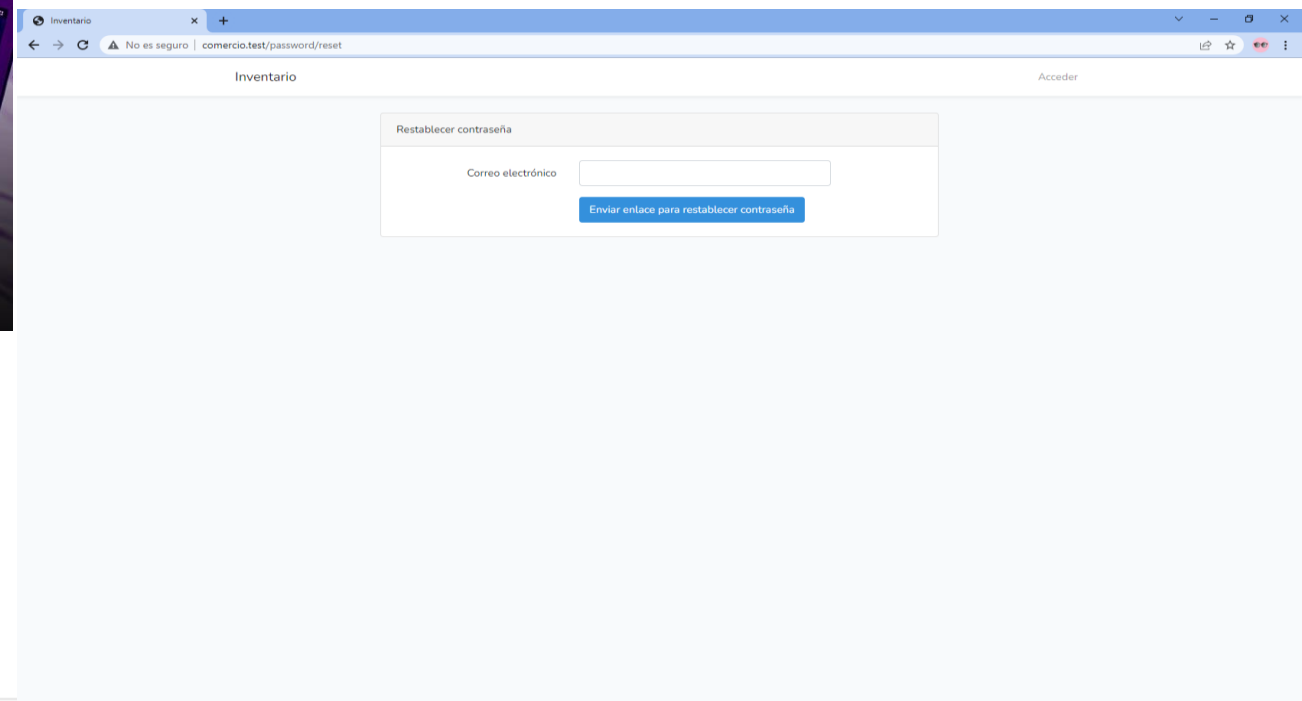 Inventario
No es seguro | comercio.test/password/reset
Inventario
Acceder
Restablecer contraseña
Correo electrónico
Enviar enlace para restablecer contraseña